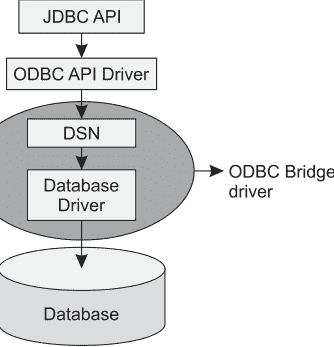 JDBC API
ODBC API Driver
DSN
Database
Driver
ODBC Bridge
driver
Database